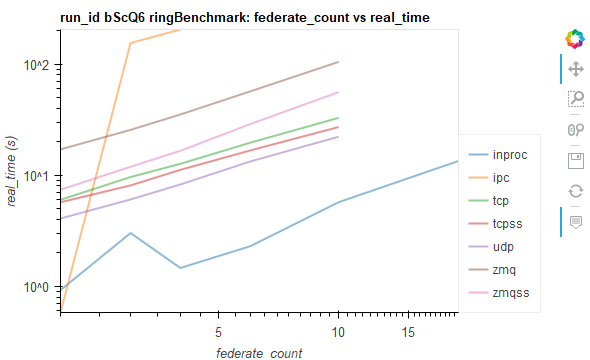 run_id bScQ6 ringBenchmark: federate_count vs real_time
10^2
10^1
10^0
real_time (s)
5
10
15
federate_count
inproc
ipc
tcp
tcpss
udp
zmq
zmqss